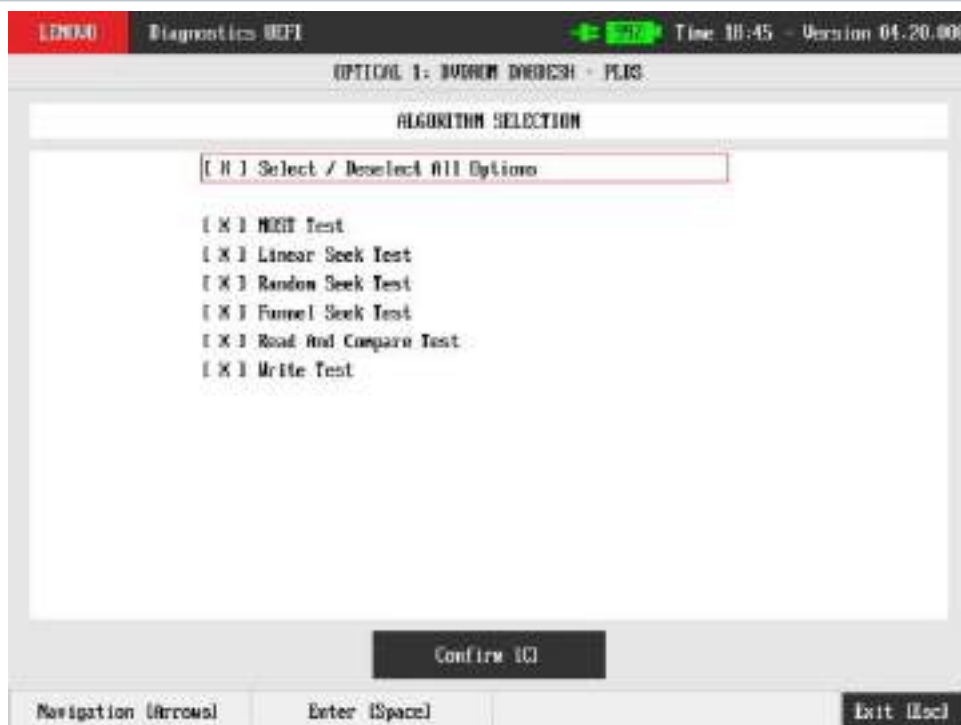 LENOVO Diagnostics UEFI Time 18:45 - Version 04.20.000
OPTICAL 1: DVDROM - PLDS
ALGORITHM SELECTION
[ X ] Select / Deselect All Options
[ X ] MOST Test
[ X ] Linear Seek Test
[ X ] Random Seek Test
[ X ] Funnel Seek Test
[ X ] Read And Compare Test
[ X ] Write Test
Confirm [C]
Navigation [Arrows] Enter [Space] Exit [Esc]